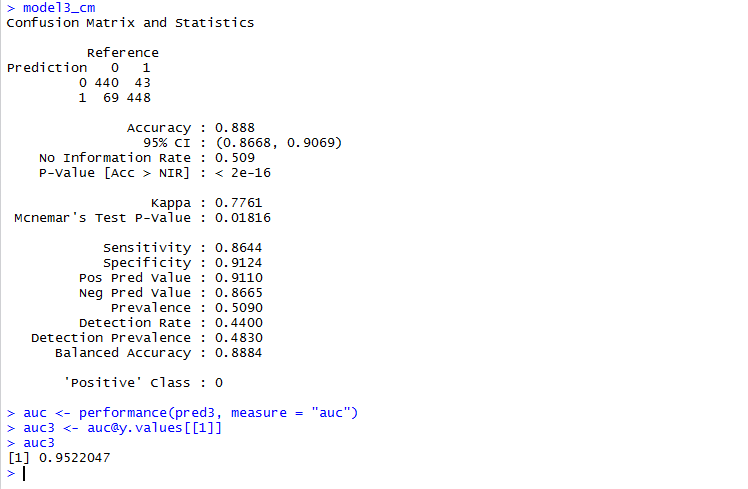 > model3_cm
Confusion Matrix and Statistics
Reference
Prediction 0 1
0 440 43
1 69 448
Accuracy : 0.888
95% CI : (0.8668, 0.9069)
No Information Rate : 0.509
P-Value [Acc > NIR] : < 2e-16
Kappa : 0.7761
Mcnemar's Test P-Value : 0.01816
Sensitivity : 0.8644
Specificity : 0.9124
Pos Pred Value : 0.9110
Neg Pred Value : 0.8665
Prevalence : 0.5090
Detection Rate : 0.4400
Detection Prevalence : 0.4830
Balanced Accuracy : 0.8884
'Positive' Class : 0
> auc <- performance(pred3, measure = "auc")
> auc3 <- auc@y.values[[1]]
> auc3
[1] 0.9522047
>